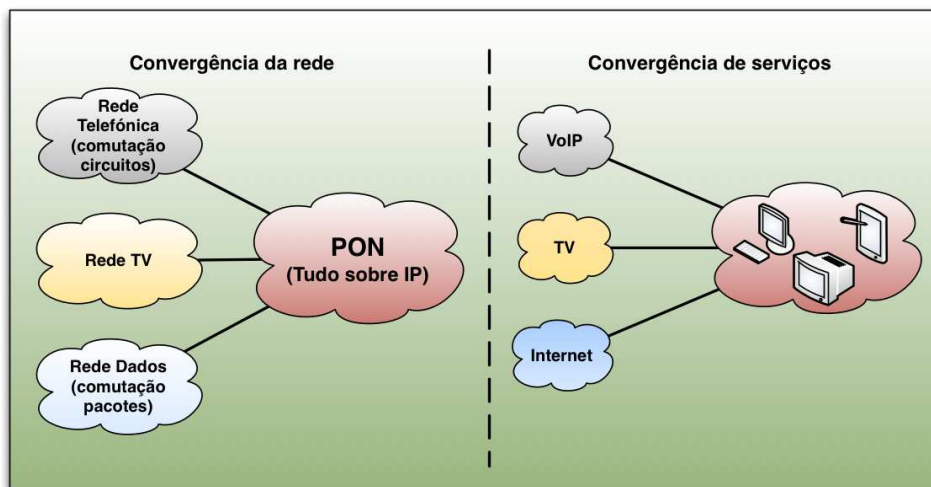 Convergência da rede
Rede
Telefónica
(comutação
circuitos)
Rede TV
Rede Dados
(comutação
pacotes)
PON
(Tudo sobre IP)
Convergência de serviços
VoIP
TV
Internet